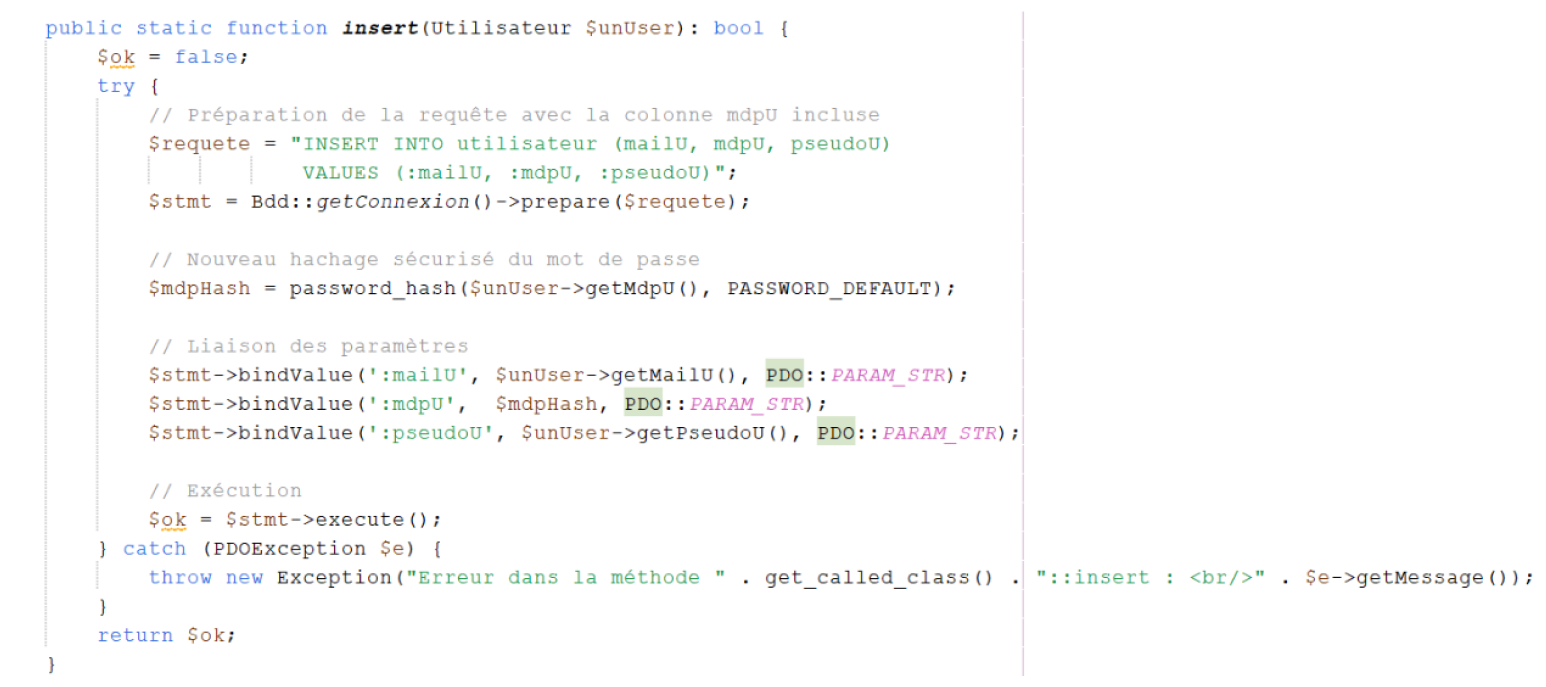 public static function insert(Utilisateur $unUser): bool {
    $ok = false;
    try {
        // Préparation de la requête avec la colonne mdpU incluse
        $requete = "INSERT INTO utilisateur (mailU, mdpU, pseudoU)
                    VALUES (:mailU, :mdpU, :pseudoU)";
        $stmt = Bdd::getConnexion()->prepare($requete);

        // Nouveau hachage sécurisé du mot de passe
        $mdpHash = password_hash($unUser->getMdpU(), PASSWORD_DEFAULT);

        // Liaison des paramètres
        $stmt->bindValue(':mailU', $unUser->getMailU(), PDO::PARAM_STR);
        $stmt->bindValue(':mdpU',  $mdpHash, PDO::PARAM_STR);
        $stmt->bindValue(':pseudoU', $unUser->getPseudoU(), PDO::PARAM_STR);

        // Exécution
        $ok = $stmt->execute();
    } catch (PDOException $e) {
        throw new Exception("Erreur dans la méthode " . get_called_class() . "::insert : <br/>" . $e->getMessage());
    }
    return $ok;
}